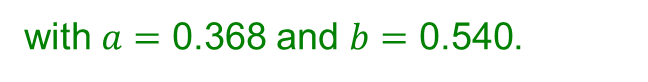 with a = 0.368 and b = 0.540.